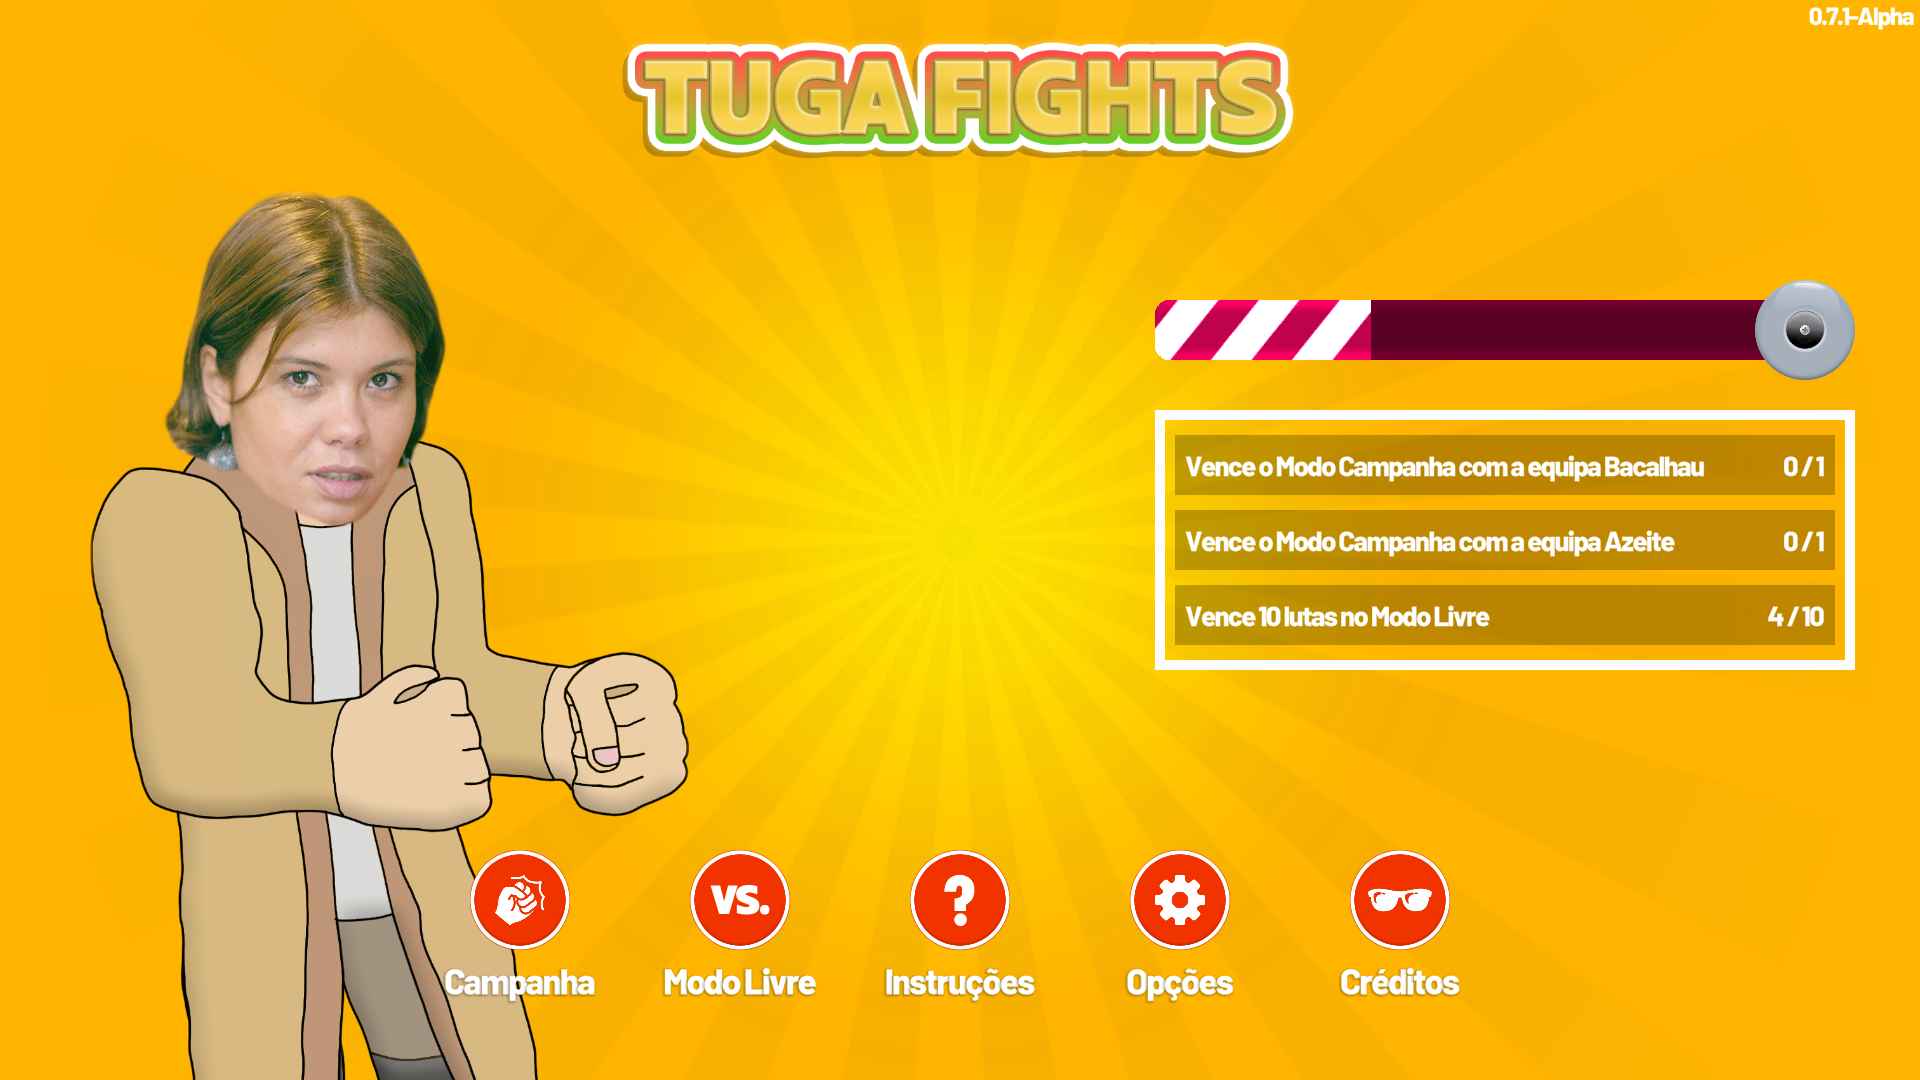 0.7.1-Alpha
TUGA FIGHTS
Vence o Modo Campanha com a equipa Bacalhau 0/1
Vence o Modo Campanha com a equipa Azeite 0/1
Vence 10 lutas no Modo Livre 4/10
VS.
?
Campanha
Modo Livre
Instruções
Opções
Créditos